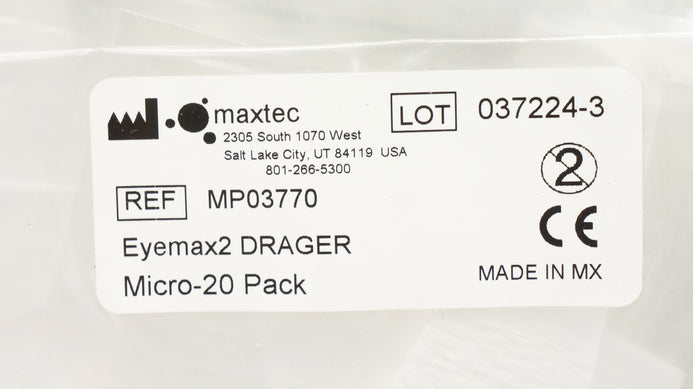 maxtec
2305 South 1070 West
Salt Lake City, UT 84119 USA
801-266-5300
LOT 037224-3
2
REF MP03770
CE
Eyemax2 DRAGER
Micro-20 Pack
MADE IN MX